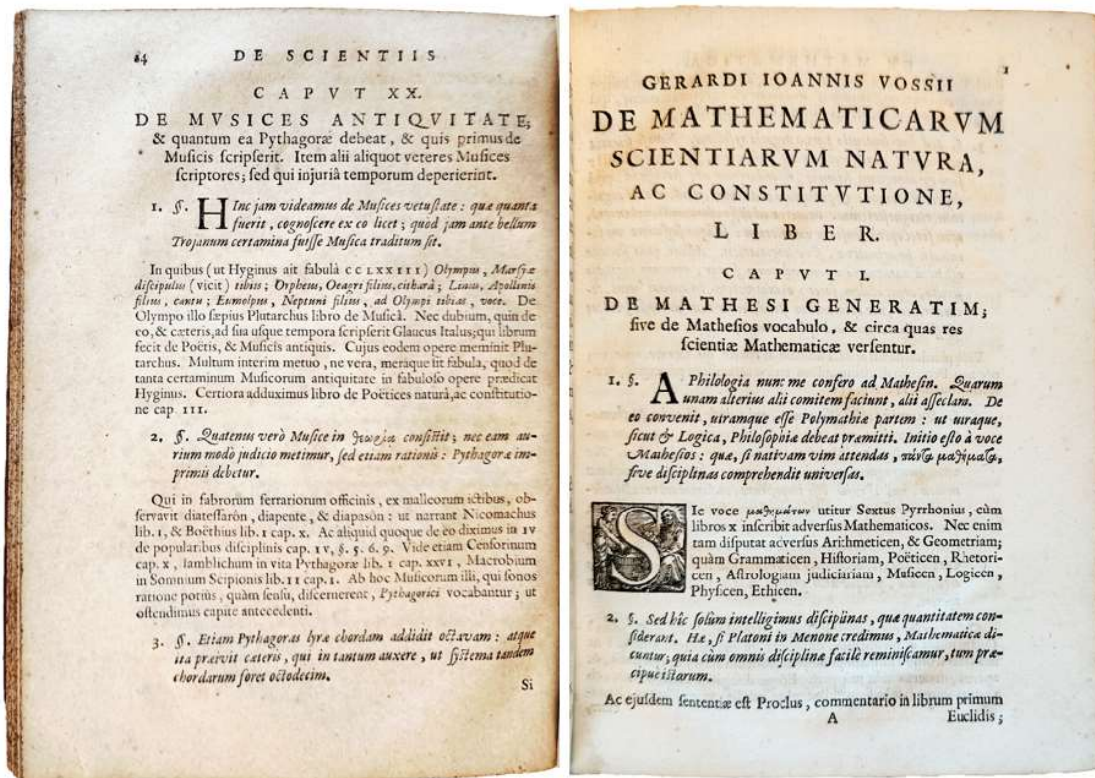 84 DE SCIENTIIS
CAPVT XX.
DE MVSICES ANTIQVITATE;
& quantum ea Pythagoræ debeat, & quis primus de
Muſicis ſcripſerit. Item alii aliquot veteres Muſices
ſcriptores; ſed qui injuriâ temporum deperierint.
1. §. HInc jam videamus de Muſices vetuſtate: quæ quanta
fuerit, cognoſcere ex eo licet; quòd jam ante bellum
Trojanum certamina fuiſſe Muſica traditum ſit.
In quibus (ut Hyginus ait fabulâ CCLXXIII) Olympus, Marſyæ
diſcipulus (vicit) tibiis; Orpheus, Oeagri filius, citharâ; Linus, Apollinis
filius, cantu; Eumolpus, Neptuni filius, ad Olympi tibias, voce. De
Olympo illo ſæpius Plutarchus libro de Muſicâ. Nec dubium, quin de
eo, & cæteris, ad ſua uſque tempora ſcripſerit Glaucus Italus; qui librum
fecit de Poëtis, & Muſicis antiquis. Cujus eodem opere meminit Plu-
tarchus. Multum interim metuo, ne vera, meraque ſit fabula, quod de
tanta certaminum Muſicorum antiquitate in fabuloſo opere prædicat
Hyginus. Certiora adduximus libro de Poëtices naturâ, ac conſtitutio-
ne cap. III.
2. §. Quatenus verò Muſice in θεωρία conſiſtit; nec eam au-
rium modò judicio metimur, ſed etiam rationis: Pythagoræ im-
primis debetur.
Qui in fabrorum ferrariorum officinis, ex malleorum ictibus, ob-
ſervavit diateſſarôn, diapente, & diapasôn: ut narrant Nicomachus
lib. I, & Boëthius lib. I cap. X. Ac aliquid quoque de eo diximus in IV
de popularibus diſciplinis cap. IV, §. 5. 6. 9. Vide etiam Cenſorinum
cap. X, Iamblichum in vita Pythagoræ lib. I cap. XXVI, Macrobium
in Somnium Scipionis lib. II cap. I. Ab hoc Muſicorum illi, qui ſonos
ratione potiùs, quàm ſenſu, diſcernerent, Pythagorici vocabantur; ut
oſtendimus capite antecedenti.
3. §. Etiam Pythagoras lyræ chordam addidit octavam: atque
ita præivit cæteris, qui in tantum auxere, ut ſyſtema tandem
chordarum foret octodecim.
Si
1
GERARDI IOANNIS VOSSII
DE MATHEMATICARVM
SCIENTIARVM NATVRA,
AC CONSTITVTIONE,
LIBER.
CAPVT I.
DE MATHESI GENERATIM;
ſive de Matheſios vocabulo, & circa quas res
ſcientiæ Mathematicæ verſentur.
1. §. A Philologia nunc me confero ad Matheſin. Quarum
unam alterius alii comitem faciunt, alii aſſeclam. De
eo convenit, utramque eſſe Polymathiæ partem: ut utraque,
ſicut & Logica, Philoſophiæ debeat præmitti. Initio eſto à voce
Matheſios: quæ, ſi nativam vim attendas, πάντα μαθήματα,
ſive diſciplinas comprehendit univerſas.
SIc voce μαθημάτων utitur Sextus Pyrrhonius, cùm
libros X inſcribit adverſus Mathematicos. Nec enim
tam diſputat adverſus Arithmeticen, & Geometriam;
quàm Grammaticen, Hiſtoriam, Poëticen, Rhetori-
cen, Aſtrologiam judiciariam, Muſicen, Logicen,
Phyſicen, Ethicen.
2. §. Sed hîc ſolùm intelligimus diſciplinas, quæ quantitatem con-
ſiderant. Hæ, ſi Platoni in Menone credimus, Mathematicæ di-
cuntur; quia cùm omnis diſciplinæ facilè reminiſcamur, tum præ-
cipue iſtarum.
Ac ejuſdem ſententiæ eſt Proclus, commentario in librum primum
A Euclidis;